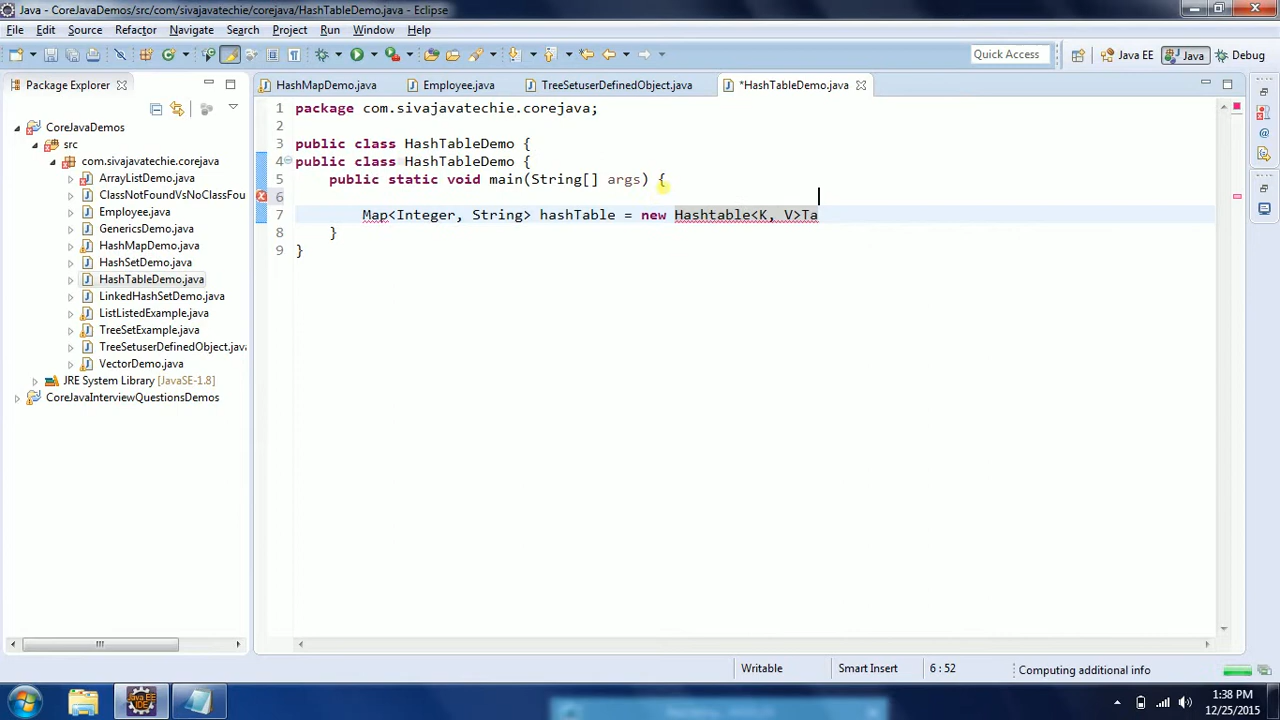 Java - CoreJavaDemos/src/com/sivajavatechie/corejava/HashTableDemo.java - Eclipse
File Edit Source Refactor Navigate Search Project Run Window Help
Quick Access Java EE Java Debug
Package Explorer
HashMapDemo.java Employee.java TreeSetuserDefinedObject.java *HashTableDemo.java
CoreJavaDemos
src
com.sivajavatechie.corejava
ArrayListDemo.java
ClassNotFoundVsNoClassFou
Employee.java
GenericsDemo.java
HashMapDemo.java
HashSetDemo.java
HashTableDemo.java
LinkedHashSetDemo.java
ListListedExample.java
TreeSetExample.java
TreeSetuserDefinedObject.java
VectorDemo.java
JRE System Library [JavaSE-1.8]
CoreJavaInterviewQuestionsDemos
1 package com.sivajavatechie.corejava;
2
3 public class HashTableDemo {
4 public class HashTableDemo {
5 public static void main(String[] args) {
6
7 Map<Integer, String> hashTable = new Hashtable<K, V>Ta
8 }
9 }
Writable Smart Insert 6 : 52 Computing additional info
Java EE IDE
1:38 PM
12/25/2015